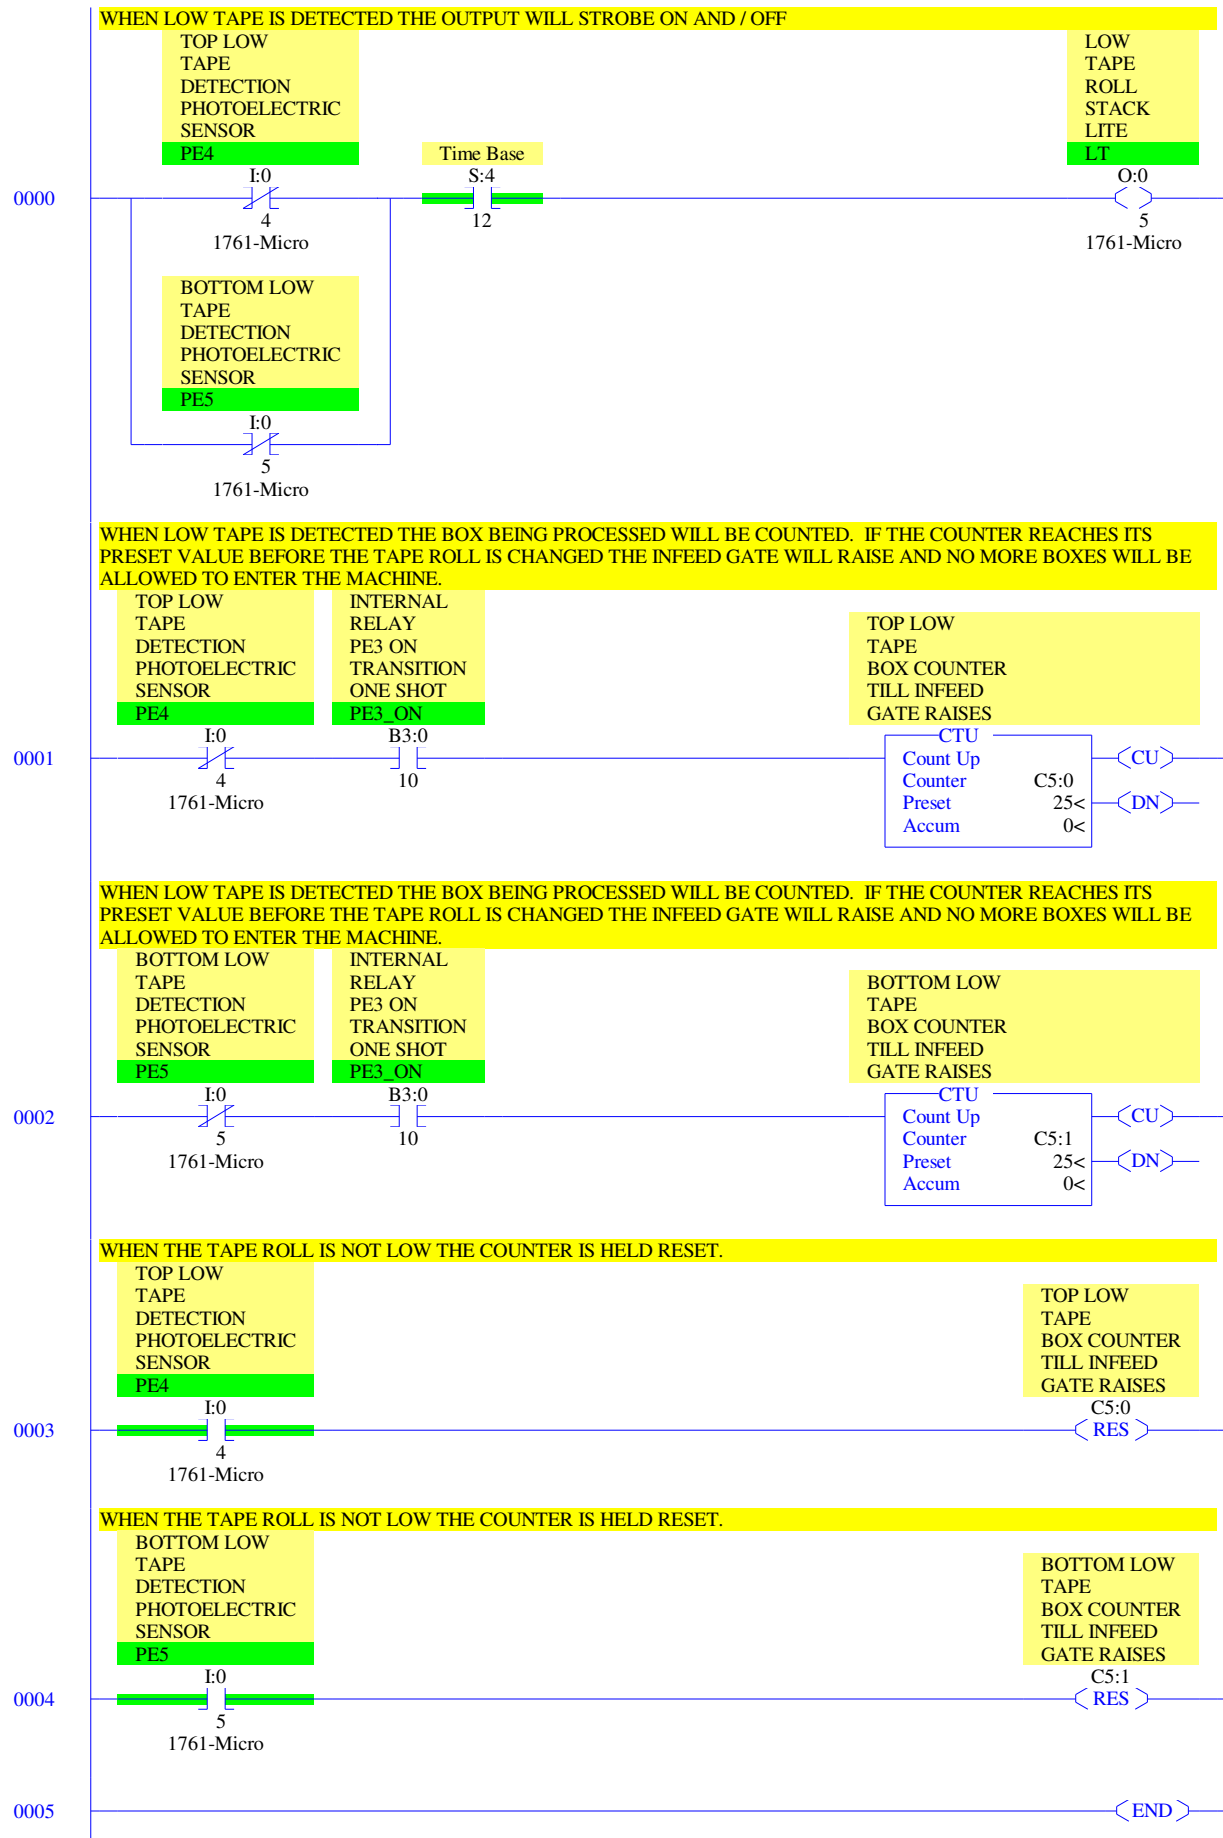 WHEN LOW TAPE IS DETECTED THE OUTPUT WILL STROBE ON AND / OFF
TOP LOW
TAPE
DETECTION
PHOTOELECTRIC
SENSOR
PE4
I:0
4
1761-Micro
Time Base
S:4
12
LOW
TAPE
ROLL
STACK
LITE
LT
O:0
5
1761-Micro
0000
BOTTOM LOW
TAPE
DETECTION
PHOTOELECTRIC
SENSOR
PE5
I:0
5
1761-Micro
WHEN LOW TAPE IS DETECTED THE BOX BEING PROCESSED WILL BE COUNTED. IF THE COUNTER REACHES ITS
PRESET VALUE BEFORE THE TAPE ROLL IS CHANGED THE INFEED GATE WILL RAISE AND NO MORE BOXES WILL BE
ALLOWED TO ENTER THE MACHINE.
TOP LOW
TAPE
DETECTION
PHOTOELECTRIC
SENSOR
PE4
I:0
4
1761-Micro
INTERNAL
RELAY
PE3 ON
TRANSITION
ONE SHOT
PE3_ON
B3:0
10
TOP LOW
TAPE
BOX COUNTER
TILL INFEED
GATE RAISES
CTU
Count Up
Counter C5:0
Preset 25<
Accum 0<
CU
DN
0001
WHEN LOW TAPE IS DETECTED THE BOX BEING PROCESSED WILL BE COUNTED. IF THE COUNTER REACHES ITS
PRESET VALUE BEFORE THE TAPE ROLL IS CHANGED THE INFEED GATE WILL RAISE AND NO MORE BOXES WILL BE
ALLOWED TO ENTER THE MACHINE.
BOTTOM LOW
TAPE
DETECTION
PHOTOELECTRIC
SENSOR
PE5
I:0
5
1761-Micro
INTERNAL
RELAY
PE3 ON
TRANSITION
ONE SHOT
PE3_ON
B3:0
10
BOTTOM LOW
TAPE
BOX COUNTER
TILL INFEED
GATE RAISES
CTU
Count Up
Counter C5:1
Preset 25<
Accum 0<
CU
DN
0002
WHEN THE TAPE ROLL IS NOT LOW THE COUNTER IS HELD RESET.
TOP LOW
TAPE
DETECTION
PHOTOELECTRIC
SENSOR
PE4
I:0
4
1761-Micro
TOP LOW
TAPE
BOX COUNTER
TILL INFEED
GATE RAISES
C5:0
RES
0003
WHEN THE TAPE ROLL IS NOT LOW THE COUNTER IS HELD RESET.
BOTTOM LOW
TAPE
DETECTION
PHOTOELECTRIC
SENSOR
PE5
I:0
5
1761-Micro
BOTTOM LOW
TAPE
BOX COUNTER
TILL INFEED
GATE RAISES
C5:1
RES
0004
0005
END